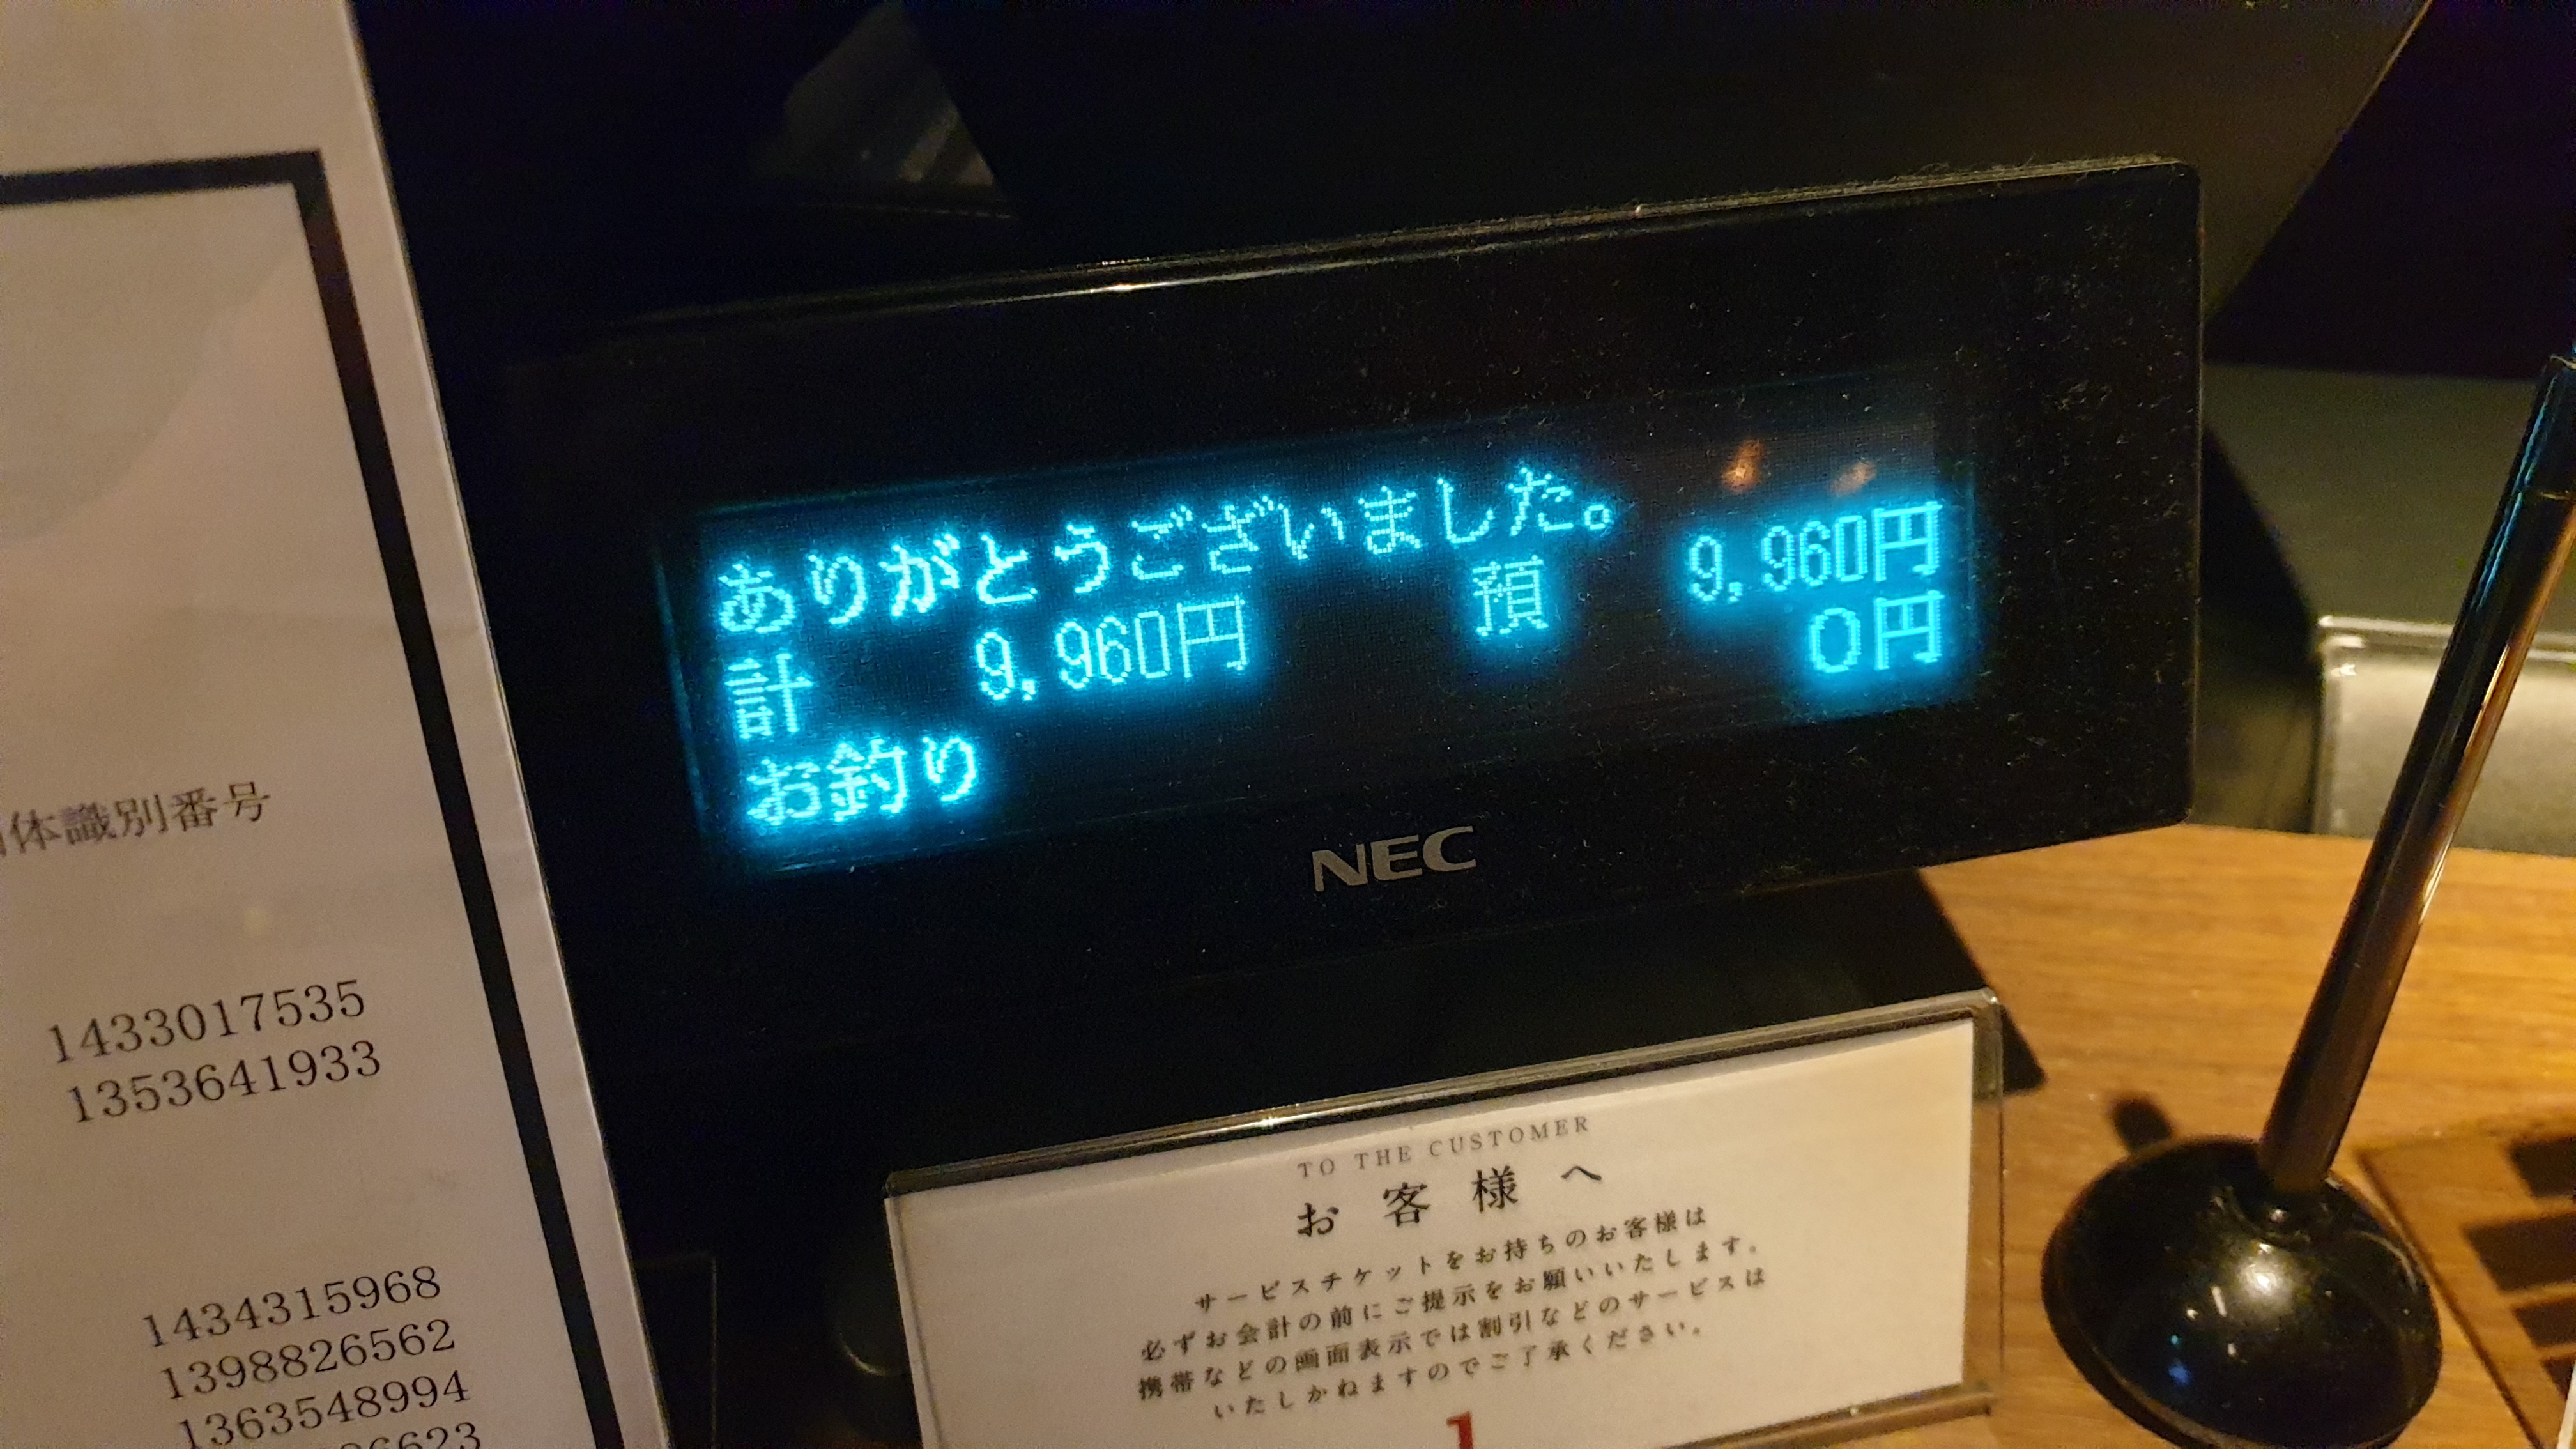 体識別番号
1433017535
1353641933
1434315968
1398826562
1363548994
6623
ありがとうございました。
計 9,960円 預 9,960円
お釣り 0円
NEC
TO THE CUSTOMER
お客様へ
サービスチケットをお持ちのお客様は
必ずお会計の前にご提示をお願いいたします。
携帯などの画面表示では割引などのサービスは
いたしかねますのでご了承ください。